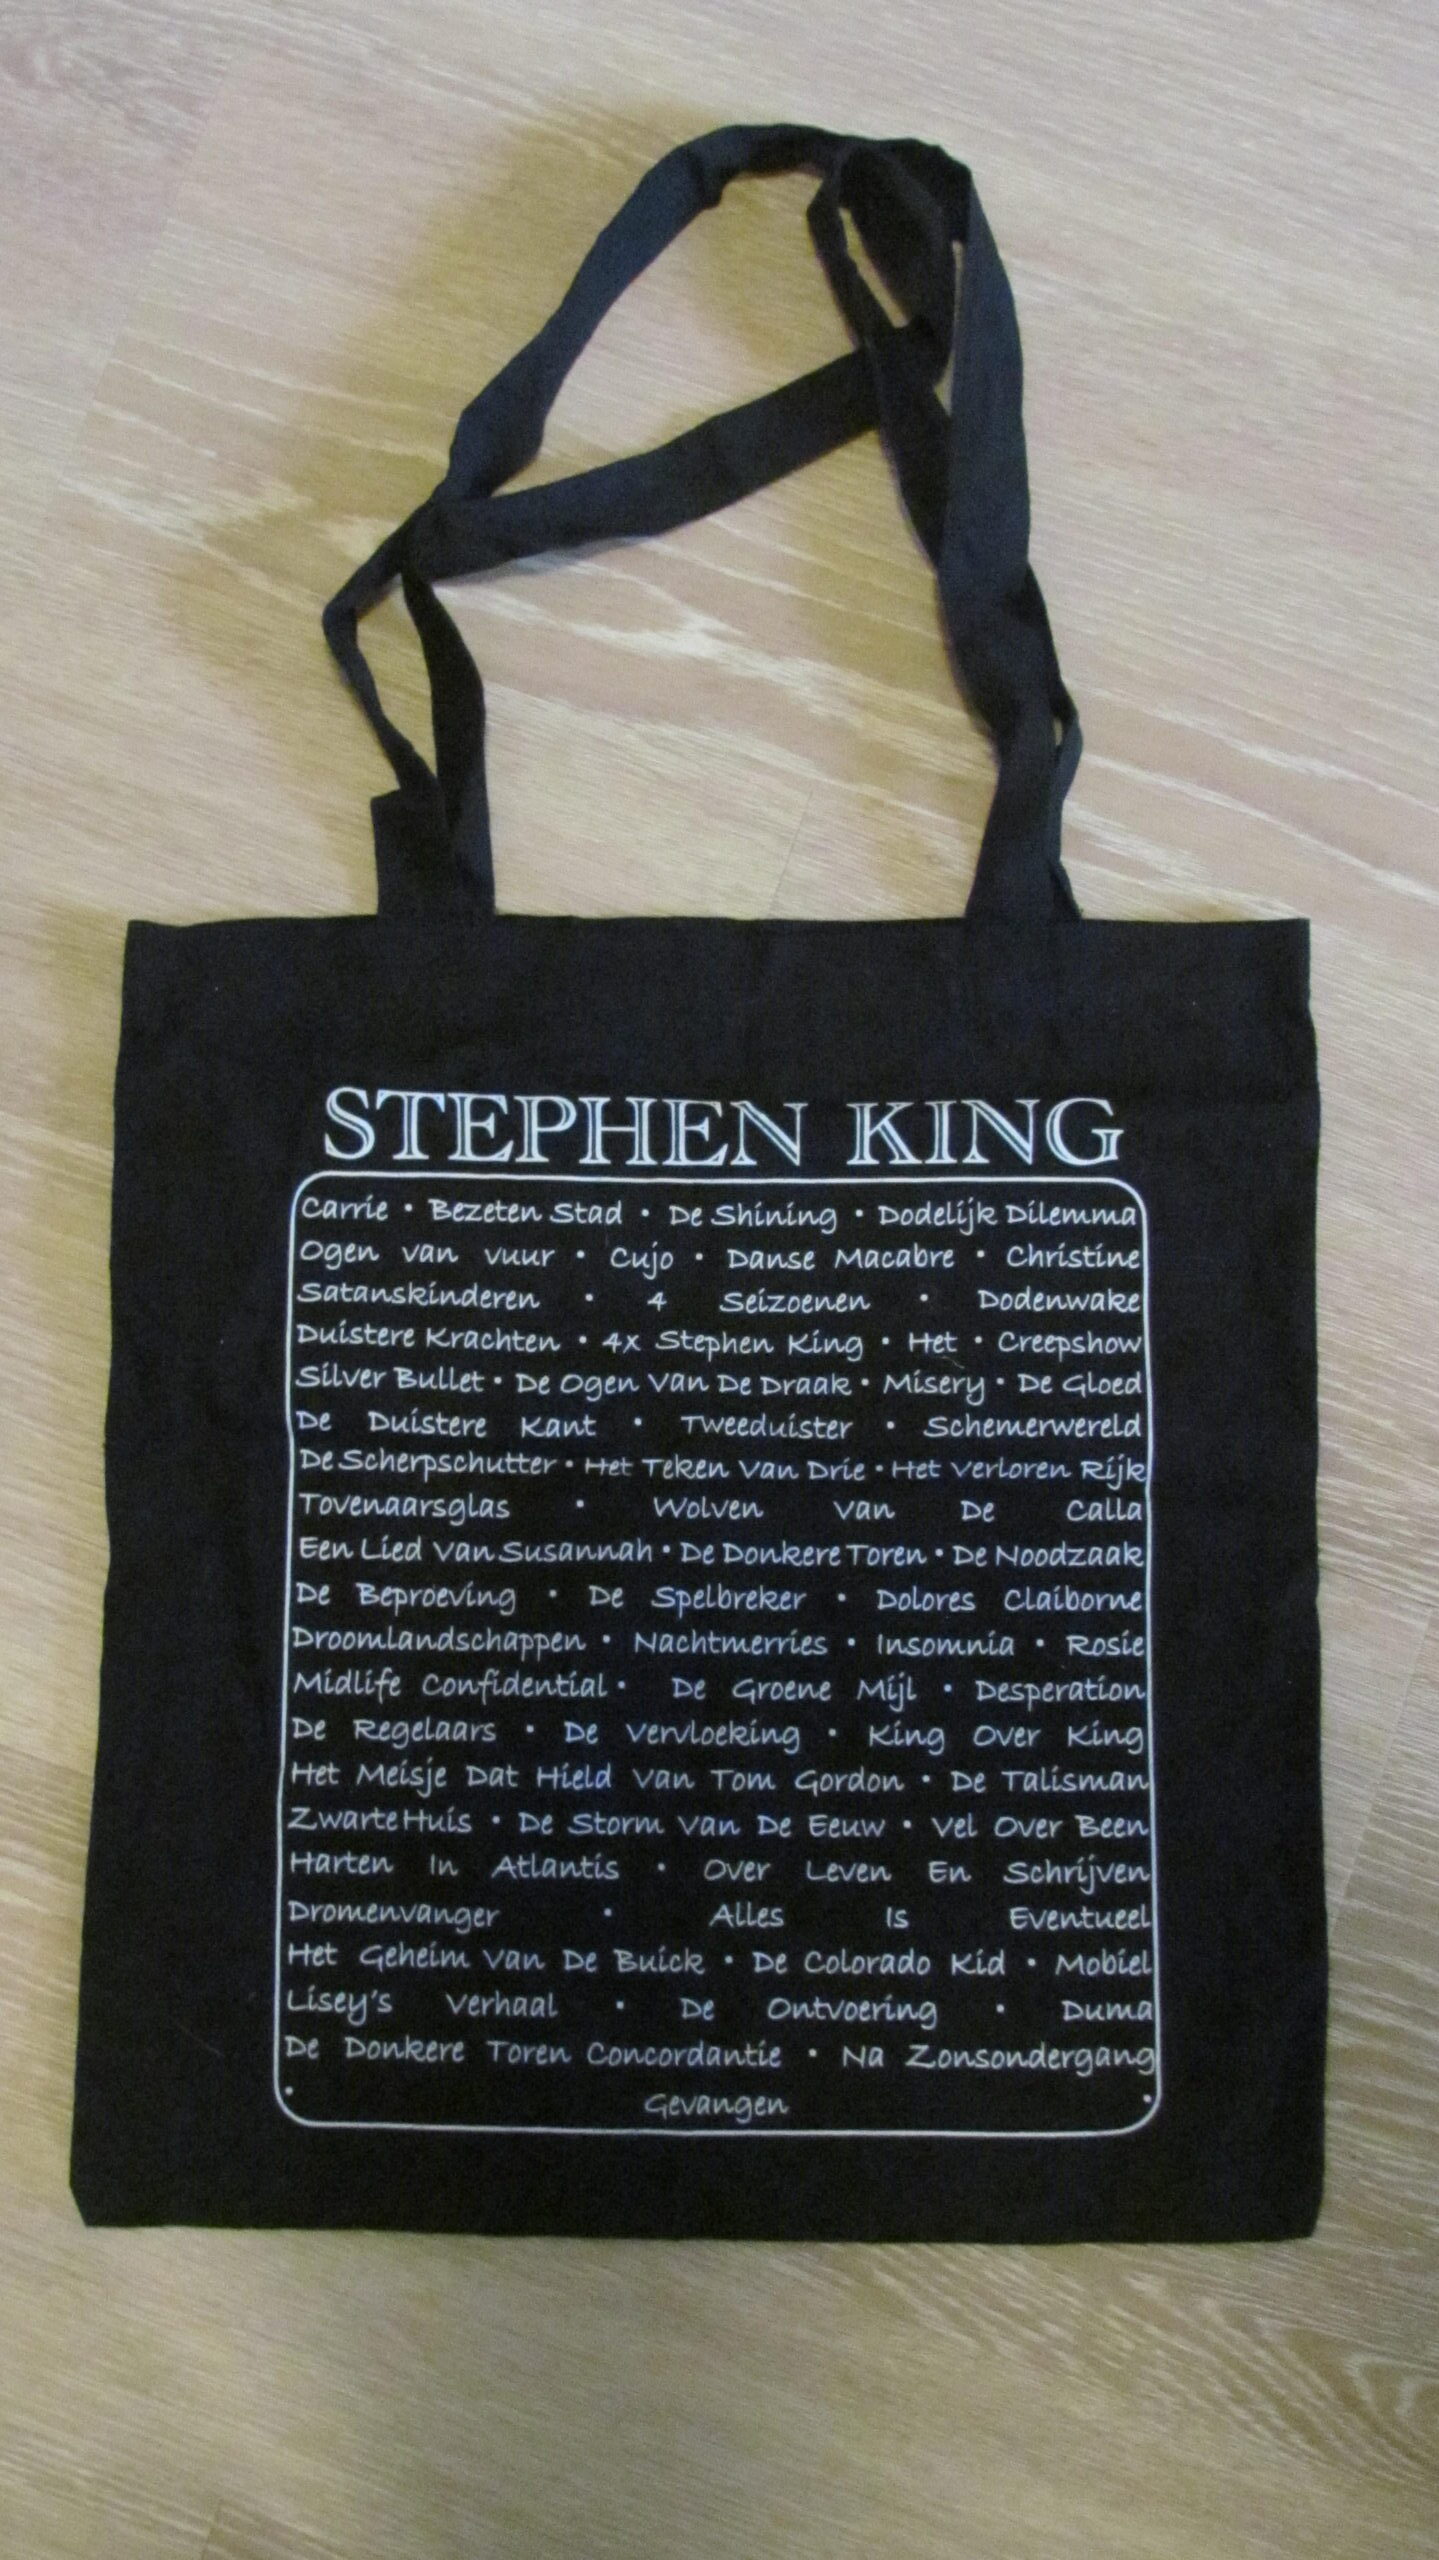 STEPHEN KING
Carrie • Bezeten Stad • De Shining • Dodelijk Dilemma
Ogen van vuur • Cujo • Danse Macabre • Christine
Satanskinderen • 4 Seizoenen • Dodenwake
Duistere Krachten • 4x Stephen King • Het • Creepshow
Silver Bullet • De Ogen Van De Draak • Misery • De Gloed
De Duistere Kant • Tweeduister • Schemerwereld
De Scherpschutter • Het Teken Van Drie • Het Verloren Rijk
Tovenaarsglas • Wolven Van De Calla
Een Lied Van Susannah • De Donkere Toren • De Noodzaak
De Beproeving • De Spelbreker • Dolores Claiborne
Droomlandschappen • Nachtmerries • Insomnia • Rosie
Midlife Confidential • De Groene Mijl • Desperation
De Regelaars • De Vervloeking • King Over King
Het Meisje Dat Hield Van Tom Gordon • De Talisman
Zwarte Huis • De Storm Van De Eeuw • Vel Over Been
Harten In Atlantis • Over Leven En Schrijven
Dromenvanger • Alles Is Eventueel
Het Geheim Van De Buick • De Colorado Kid • Mobiel
Lisey's Verhaal • De Ontvoering • Duma
De Donkere Toren Concordantie • Na Zonsondergang
• Gevangen •